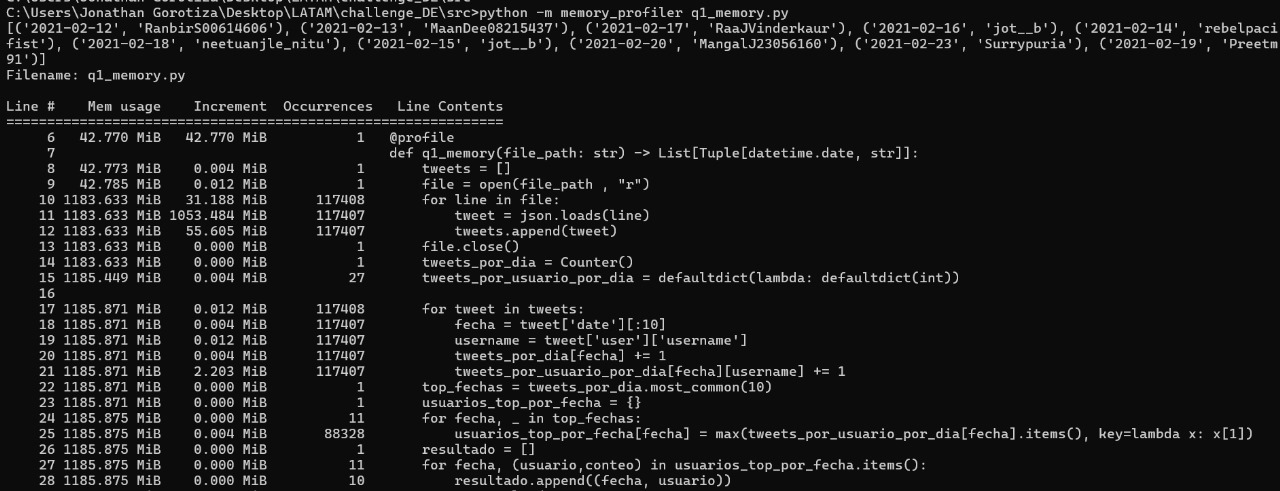 C:\Users\Jonathan Gorotiza\Desktop\LATAM\challenge_DE\src>
C:\Users\Jonathan Gorotiza\Desktop\LATAM\challenge_DE\src>python -m memory_profiler q1_memory.py
[('2021-02-12', 'RanbirS00614606'), ('2021-02-13', 'MaanDee08215437'), ('2021-02-17', 'RaaJVinderkaur'), ('2021-02-16', 'jot__b'), ('2021-02-14', 'rebelpaci
fist'), ('2021-02-18', 'neetuanjle_nitu'), ('2021-02-15', 'jot__b'), ('2021-02-20', 'MangalJ23056160'), ('2021-02-23', 'Surrypuria'), ('2021-02-19', 'Preetm
91')]
Filename: q1_memory.py

Line #    Mem usage    Increment  Occurrences   Line Contents
=============================================================
     6   42.770 MiB   42.770 MiB           1   @profile
     7                                         def q1_memory(file_path: str) -> List[Tuple[datetime.date, str]]:
     8   42.773 MiB    0.004 MiB           1       tweets = []
     9   42.785 MiB    0.012 MiB           1       file = open(file_path , "r")
    10 1183.633 MiB   31.188 MiB      117408       for line in file:
    11 1183.633 MiB 1053.484 MiB      117407           tweet = json.loads(line)
    12 1183.633 MiB   55.605 MiB      117407           tweets.append(tweet)
    13 1183.633 MiB    0.000 MiB           1       file.close()
    14 1183.633 MiB    0.000 MiB           1       tweets_por_dia = Counter()
    15 1185.449 MiB    0.004 MiB          27       tweets_por_usuario_por_dia = defaultdict(lambda: defaultdict(int))
    16
    17 1185.871 MiB    0.012 MiB      117408       for tweet in tweets:
    18 1185.871 MiB    0.004 MiB      117407           fecha = tweet['date'][:10]
    19 1185.871 MiB    0.012 MiB      117407           username = tweet['user']['username']
    20 1185.871 MiB    0.004 MiB      117407           tweets_por_dia[fecha] += 1
    21 1185.871 MiB    2.203 MiB      117407           tweets_por_usuario_por_dia[fecha][username] += 1
    22 1185.871 MiB    0.000 MiB           1       top_fechas = tweets_por_dia.most_common(10)
    23 1185.871 MiB    0.000 MiB           1       usuarios_top_por_fecha = {}
    24 1185.875 MiB    0.000 MiB          11       for fecha, _ in top_fechas:
    25 1185.875 MiB    0.004 MiB       88328           usuarios_top_por_fecha[fecha] = max(tweets_por_usuario_por_dia[fecha].items(), key=lambda x: x[1])
    26 1185.875 MiB    0.000 MiB           1       resultado = []
    27 1185.875 MiB    0.000 MiB          11       for fecha, (usuario,conteo) in usuarios_top_por_fecha.items():
    28 1185.875 MiB    0.000 MiB          10           resultado.append((fecha, usuario))